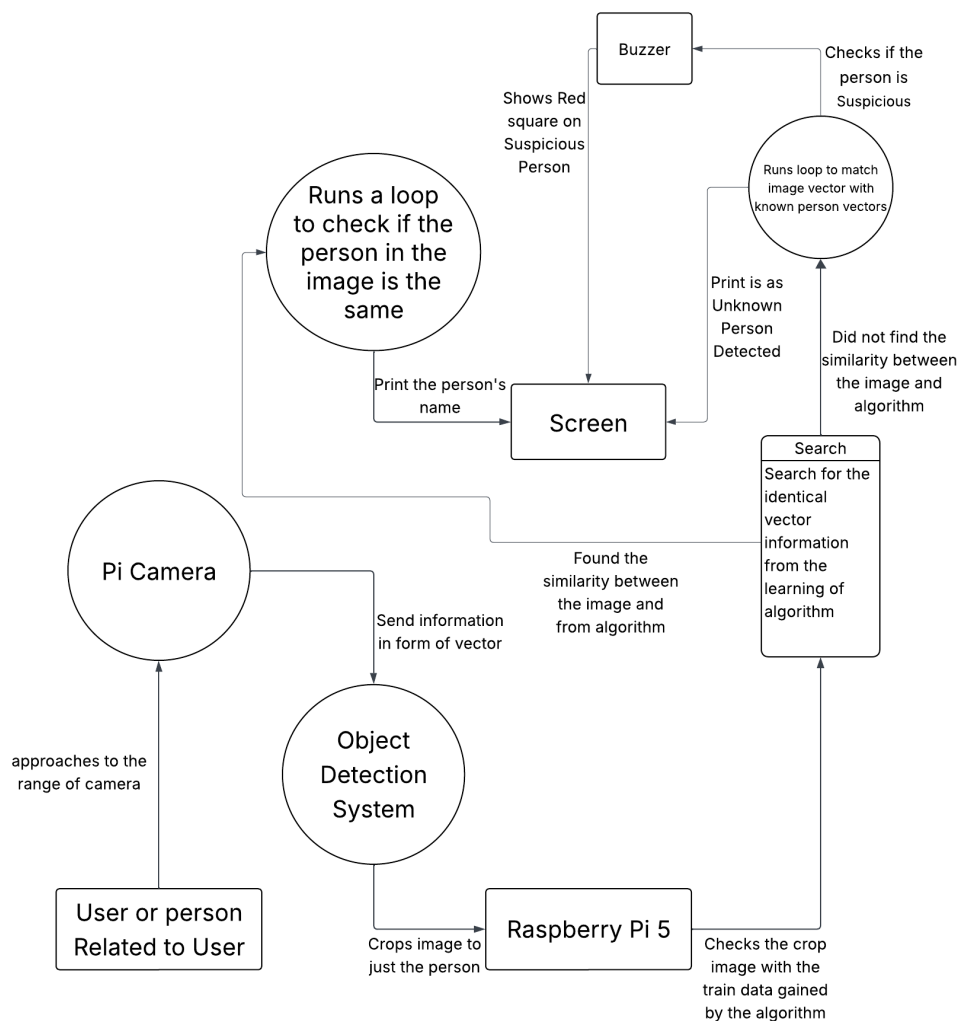 Buzzer
Checks if the
person is
Suspicious
Shows Red
square on
Suspicious
Person
Runs loop to match
image vector with
known person vectors
Runs a loop
to check if the
person in the
image is the
same
Print is as
Unknown
Person
Detected
Did not find the
similarity between
the image and
algorithm
Print the person's
name
Screen
Search
Search for the
identical
vector
information
from the
learning of
algorithm
Found the
similarity between
the image and
from algorithm
Pi Camera
Send information
in form of vector
Object
Detection
System
approaches to the
range of camera
User or person
Related to User
Crops image to
just the person
Raspberry Pi 5
Checks the crop
image with the
train data gained
by the algorithm